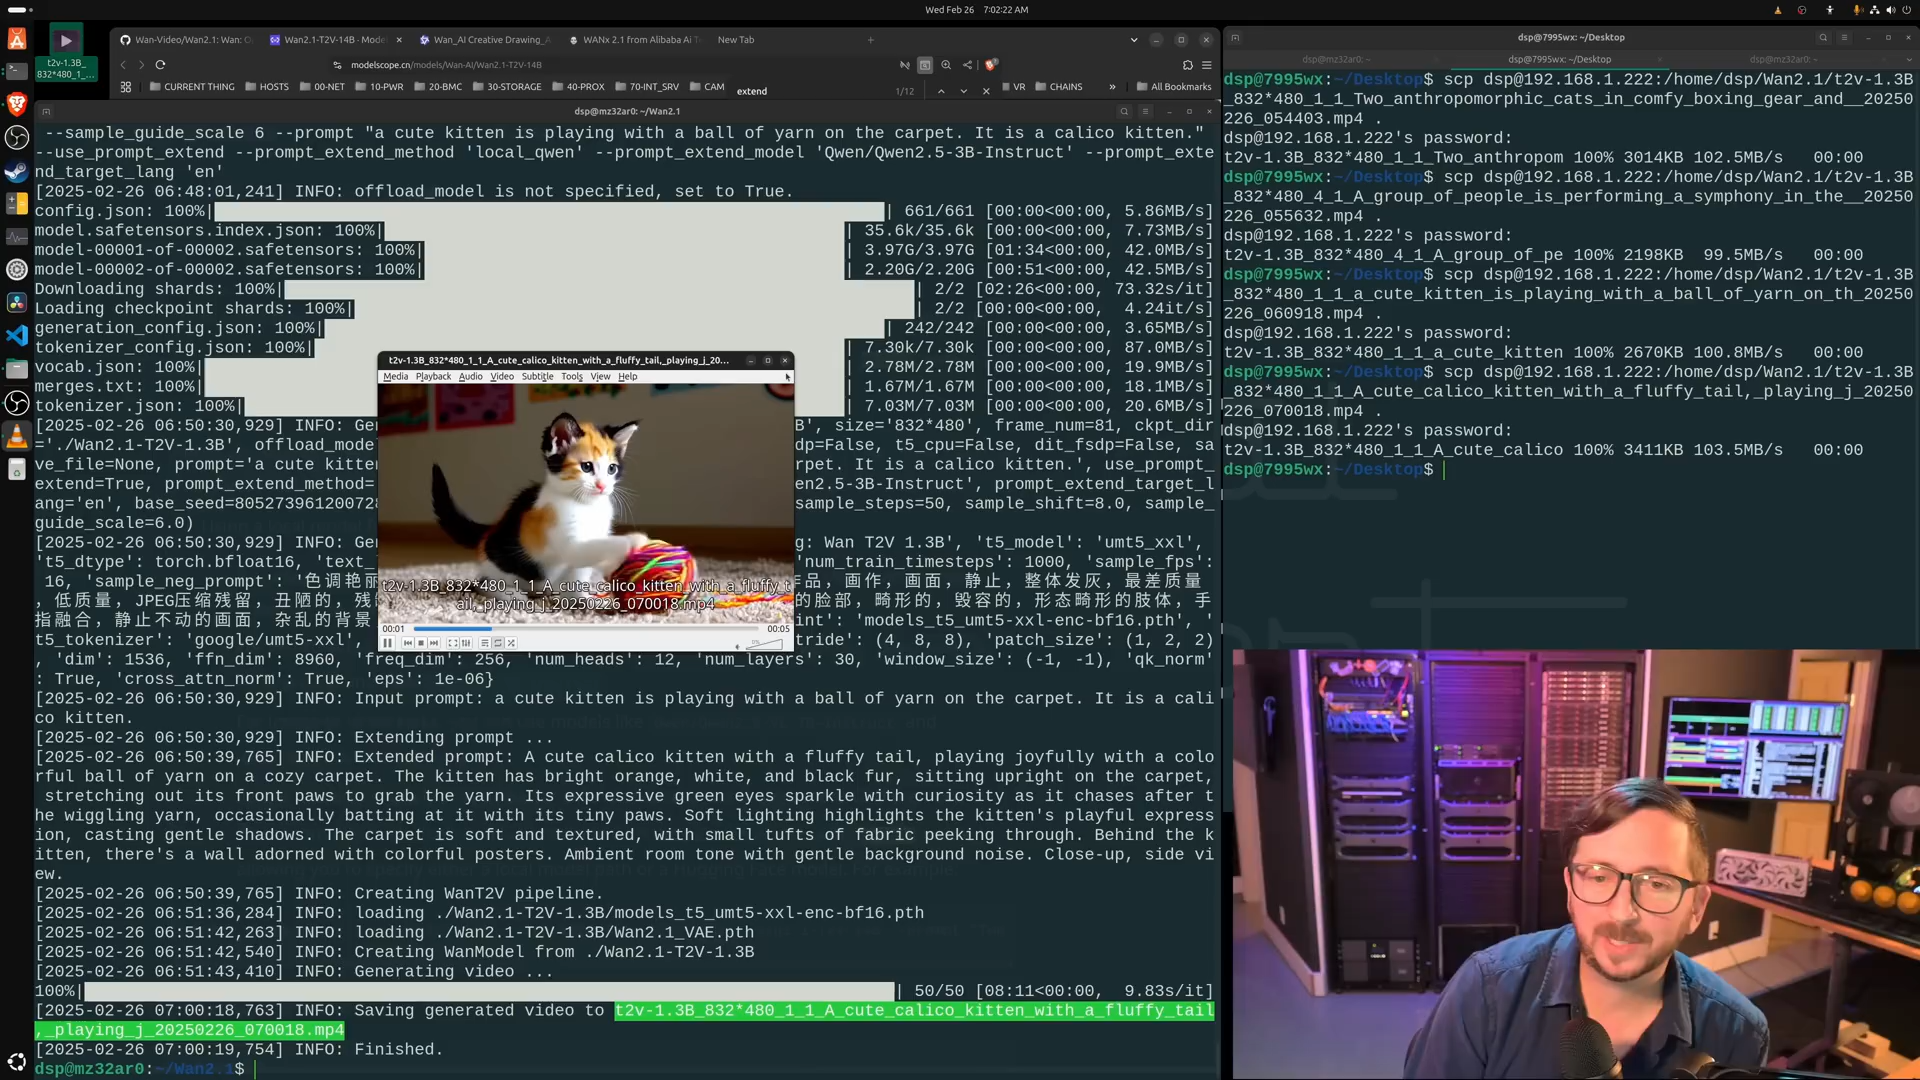 Wed Feb 26 7:02:22 AM
t2v-1.3B_
832*480_1_...
Wan-Video/Wan2.1: Wan: O
Wan2.1-T2V-14B - Mode
Wan_AI Creative Drawing_A
WANx 2.1 from Alibaba Ai T
New Tab
modelscope.cn/models/Wan-AI/Wan2.1-T2V-14B
CURRENT THING
HOSTS
00-NET
10-PWR
20-BMC
30-STORAGE
40-PROX
70-INT_SRV
CAM
extend
1/12
VR
CHAINS
»
All Bookmarks
dsp@mz32ar0: ~/Wan2.1
--sample_guide_scale 6 --prompt "a cute kitten is playing with a ball of yarn on the carpet. It is a calico kitten."
--use_prompt_extend --prompt_extend_method 'local_qwen' --prompt_extend_model 'Qwen/Qwen2.5-3B-Instruct' --prompt_exte
nd_target_lang 'en'
[2025-02-26 06:48:01,241] INFO: offload_model is not specified, set to True.
config.json: 100%| | 661/661 [00:00<00:00, 5.86MB/s]
model.safetensors.index.json: 100%| | 35.6k/35.6k [00:00<00:00, 7.73MB/s]
model-00001-of-00002.safetensors: 100%| | 3.97G/3.97G [01:34<00:00, 42.0MB/s]
model-00002-of-00002.safetensors: 100%| | 2.20G/2.20G [00:51<00:00, 42.5MB/s]
Downloading shards: 100%| | 2/2 [02:26<00:00, 73.32s/it]
Loading checkpoint shards: 100%| | 2/2 [00:00<00:00, 4.24it/s]
generation_config.json: 100%| | 242/242 [00:00<00:00, 3.65MB/s]
tokenizer_config.json: 100%| | 7.30k/7.30k [00:00<00:00, 87.0MB/s]
vocab.json: 100%| | 2.78M/2.78M [00:00<00:00, 19.9MB/s]
merges.txt: 100%| | 1.67M/1.67M [00:00<00:00, 18.1MB/s]
tokenizer.json: 100%| | 7.03M/7.03M [00:00<00:00, 20.6MB/s]
[2025-02-26 06:50:30,929] INFO: Ge B', size='832*480', frame_num=81, ckpt_dir
='./Wan2.1-T2V-1.3B', offload_mode dp=False, t5_cpu=False, dit_fsdp=False, sa
ve_file=None, prompt='a cute kitte rpet. It is a calico kitten.', use_prompt_
extend=True, prompt_extend_method= en2.5-3B-Instruct', prompt_extend_target_l
ang='en', base_seed=80527396120072 sample_steps=50, sample_shift=8.0, sample_
guide_scale=6.0)
[2025-02-26 06:50:30,929] INFO: Ge g: Wan T2V 1.3B', 't5_model': 'umt5_xxl',
't5_dtype': torch.bfloat16, 'text_ 'num_train_timesteps': 1000, 'sample_fps':
16, 'sample_neg_prompt': '色调艳丽 作品，画作，画面，静止，整体发灰，最差质量
，低质量，JPEG压缩残留，丑陋的，残 的脸部，畸形的，毁容的，形态畸形的肢体，手
指融合，静止不动的画面，杂乱的背景 int': 'models_t5_umt5-xxl-enc-bf16.pth', '
t5_tokenizer': 'google/umt5-xxl', tride': (4, 8, 8), 'patch_size': (1, 2, 2)
, 'dim': 1536, 'ffn_dim': 8960, 'freq_dim': 256, 'num_heads': 12, 'num_layers': 30, 'window_size': (-1, -1), 'qk_norm'
: True, 'cross_attn_norm': True, 'eps': 1e-06}
[2025-02-26 06:50:30,929] INFO: Input prompt: a cute kitten is playing with a ball of yarn on the carpet. It is a cali
co kitten.
[2025-02-26 06:50:30,929] INFO: Extending prompt ...
[2025-02-26 06:50:39,765] INFO: Extended prompt: A cute calico kitten with a fluffy tail, playing joyfully with a colo
rful ball of yarn on a cozy carpet. The kitten has bright orange, white, and black fur, sitting upright on the carpet,
stretching out its front paws to grab the yarn. Its expressive green eyes sparkle with curiosity as it chases after t
he wiggling yarn, occasionally batting at it with its tiny paws. Soft lighting highlights the kitten's playful express
ion, casting gentle shadows. The carpet is soft and textured, with small tufts of fabric peeking through. Behind the k
itten, there's a wall adorned with colorful posters. Ambient room tone with gentle background noise. Close-up, side vi
ew.
[2025-02-26 06:50:39,765] INFO: Creating WanT2V pipeline.
[2025-02-26 06:51:36,284] INFO: loading ./Wan2.1-T2V-1.3B/models_t5_umt5-xxl-enc-bf16.pth
[2025-02-26 06:51:42,263] INFO: loading ./Wan2.1-T2V-1.3B/Wan2.1_VAE.pth
[2025-02-26 06:51:42,540] INFO: Creating WanModel from ./Wan2.1-T2V-1.3B
[2025-02-26 06:51:43,410] INFO: Generating video ...
100%| | 50/50 [08:11<00:00, 9.83s/it]
[2025-02-26 07:00:18,763] INFO: Saving generated video to t2v-1.3B_832*480_1_1_A_cute_calico_kitten_with_a_fluffy_tail
,_playing_j_20250226_070018.mp4
[2025-02-26 07:00:19,754] INFO: Finished.
dsp@mz32ar0:~/Wan2.1$
t2v-1.3B_832*480_1_1_A_cute_calico_kitten_with_a_fluffy_tail,_playing_j_20...
Media Playback Audio Video Subtitle Tools View Help
t2v-1.3B_832*480_1_1_A_cute_calico_kitten_with_a_fluffy_t
ail,_playing_j_20250226_070018.mp4
00:01
00:05
dsp@7995wx: ~/Desktop
dsp@mz32ar0: ~
dsp@7995wx: ~/Desktop
dsp@mz32ar0: ~
dsp@7995wx:~/Desktop$ scp dsp@192.168.1.222:/home/dsp/Wan2.1/t2v-1.3B
_832*480_1_1_Two_anthropomorphic_cats_in_comfy_boxing_gear_and__20250
226_054403.mp4 .
dsp@192.168.1.222's password:
t2v-1.3B_832*480_1_1_Two_anthropom 100% 3014KB 102.5MB/s 00:00
dsp@7995wx:~/Desktop$ scp dsp@192.168.1.222:/home/dsp/Wan2.1/t2v-1.3B
_832*480_4_1_A_group_of_people_is_performing_a_symphony_in_the__20250
226_055632.mp4 .
dsp@192.168.1.222's password:
t2v-1.3B_832*480_4_1_A_group_of_pe 100% 2198KB 99.5MB/s 00:00
dsp@7995wx:~/Desktop$ scp dsp@192.168.1.222:/home/dsp/Wan2.1/t2v-1.3B
_832*480_1_1_a_cute_kitten_is_playing_with_a_ball_of_yarn_on_th_20250
226_060918.mp4 .
dsp@192.168.1.222's password:
t2v-1.3B_832*480_1_1_a_cute_kitten 100% 2670KB 100.8MB/s 00:00
dsp@7995wx:~/Desktop$ scp dsp@192.168.1.222:/home/dsp/Wan2.1/t2v-1.3B
_832*480_1_1_A_cute_calico_kitten_with_a_fluffy_tail,_playing_j_20250
226_070018.mp4 .
dsp@192.168.1.222's password:
t2v-1.3B_832*480_1_1_A_cute_calico 100% 3411KB 103.5MB/s 00:00
dsp@7995wx:~/Desktop$